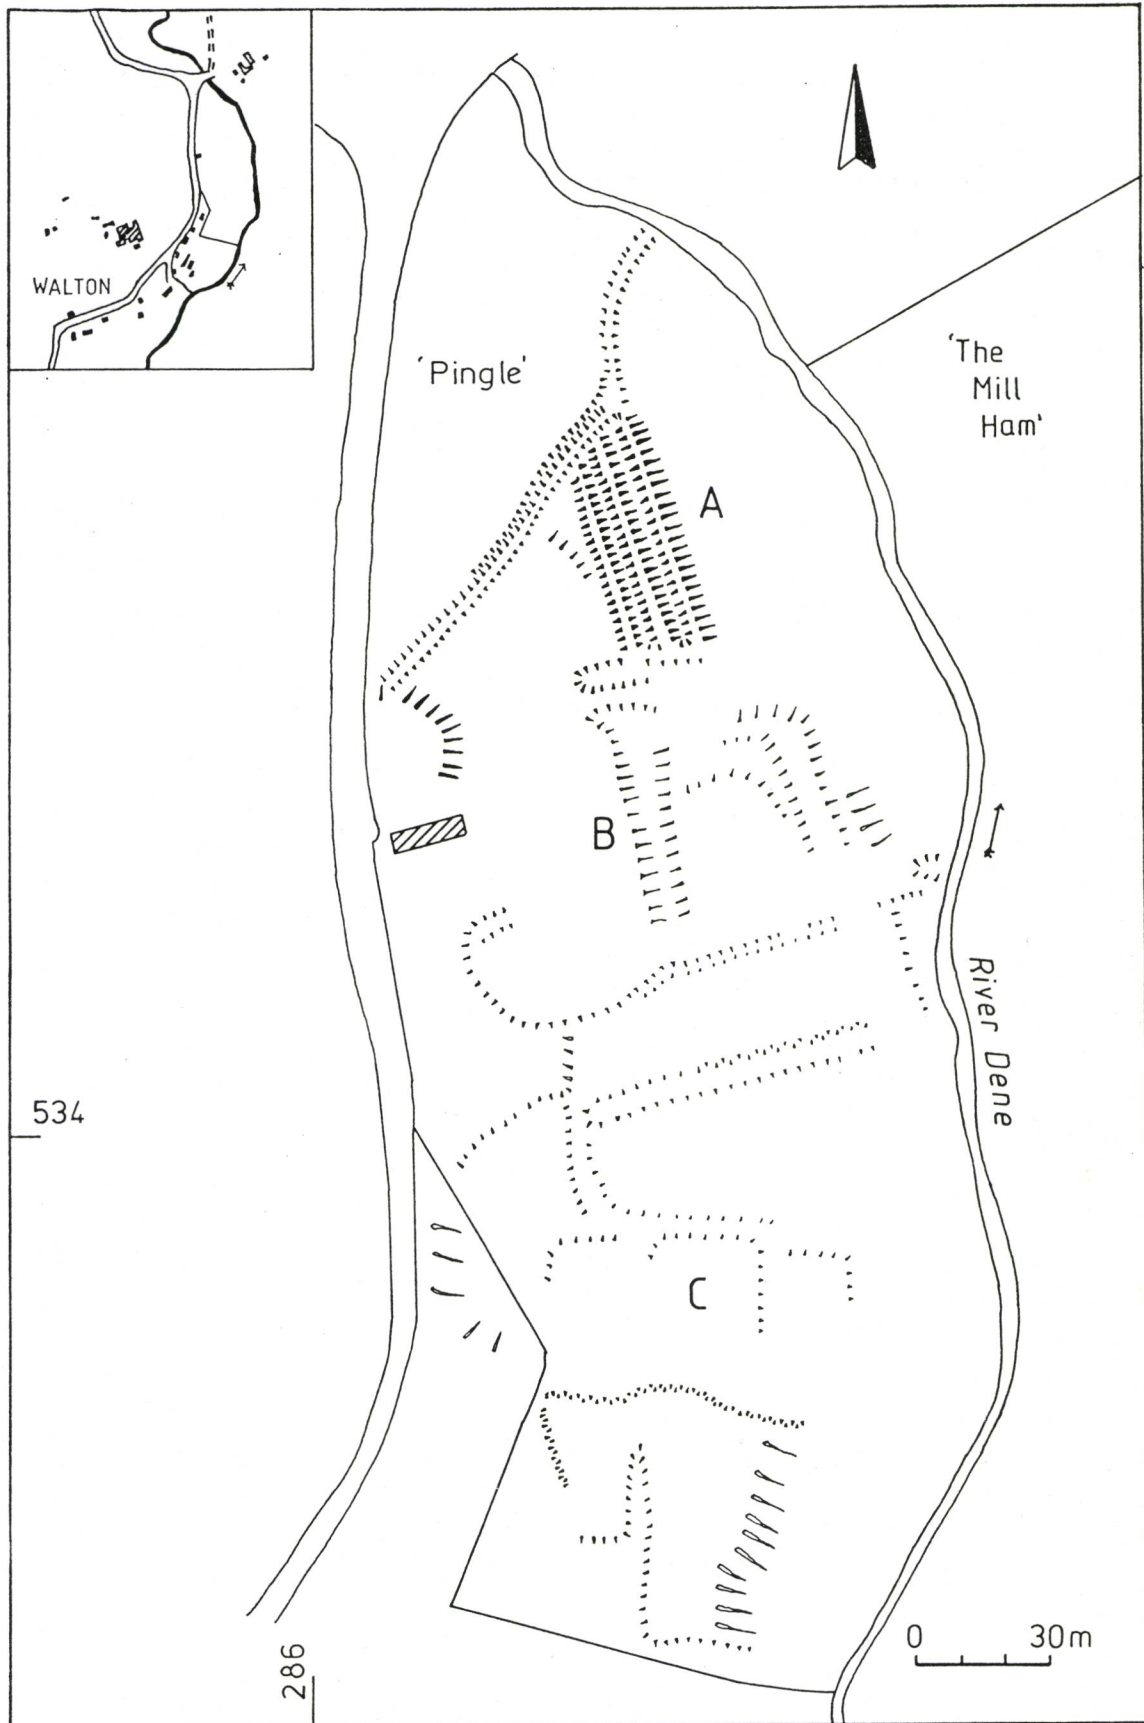 WALTON
'Pingle'
'The
Mill
Ham'
A
B
River Dene
534
C
0 30m
286